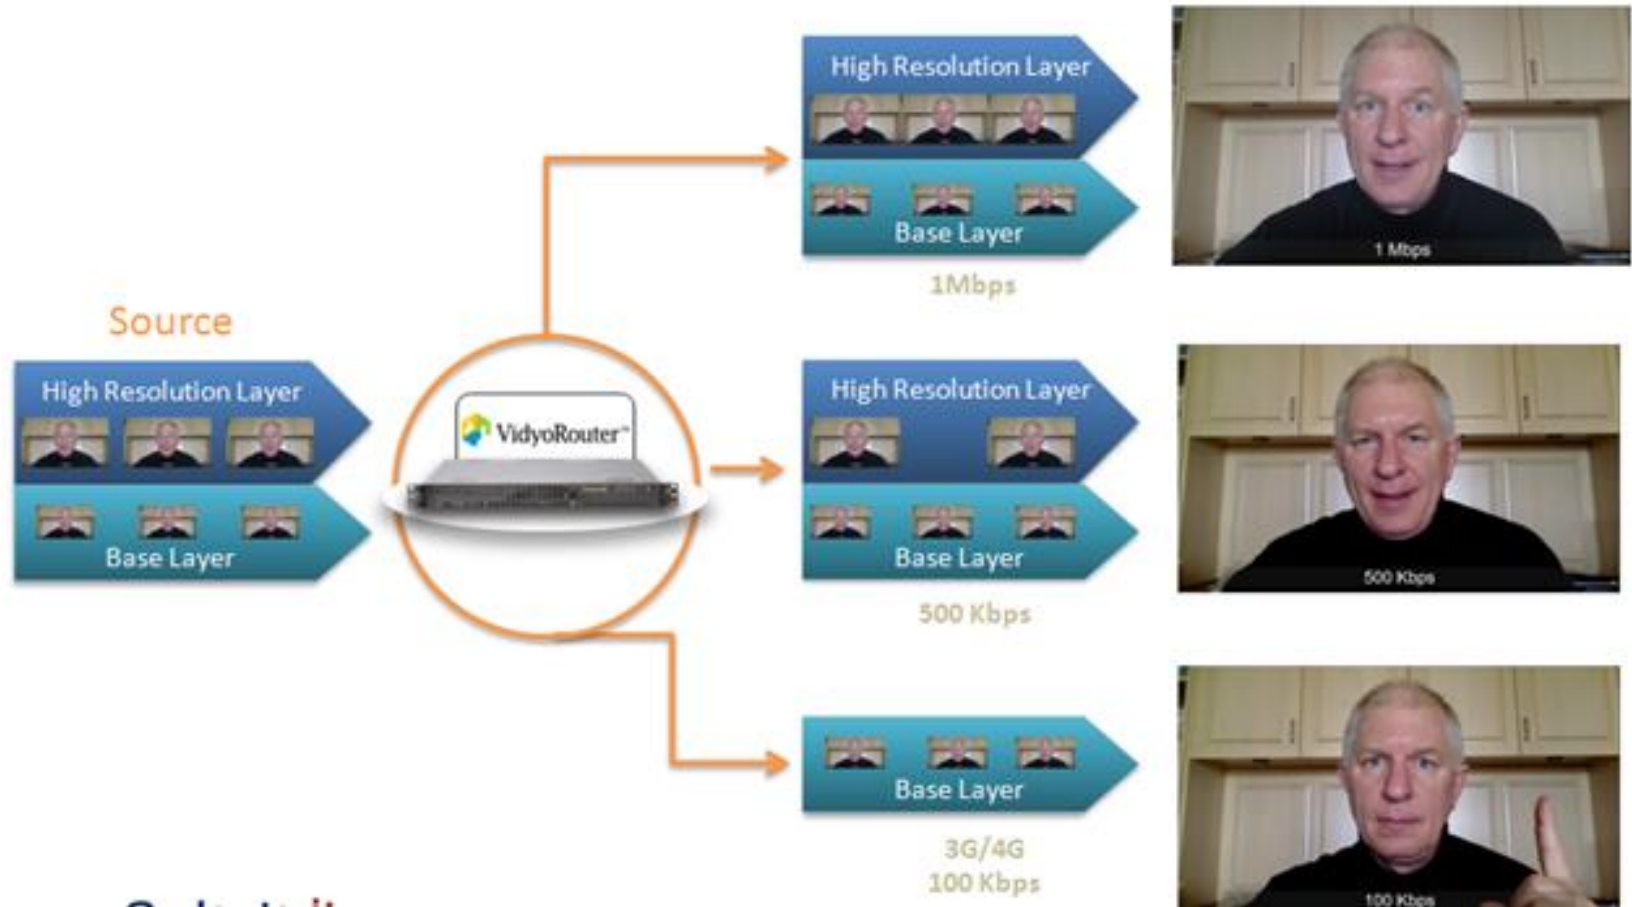 High Resolution Layer
Base Layer
1Mbps
1 Mbps
Source
High Resolution Layer
Base Layer
VidyoRouter™
High Resolution Layer
Base Layer
500 Kbps
500 Kbps
Base Layer
3G/4G
100 Kbps
100 Kbps